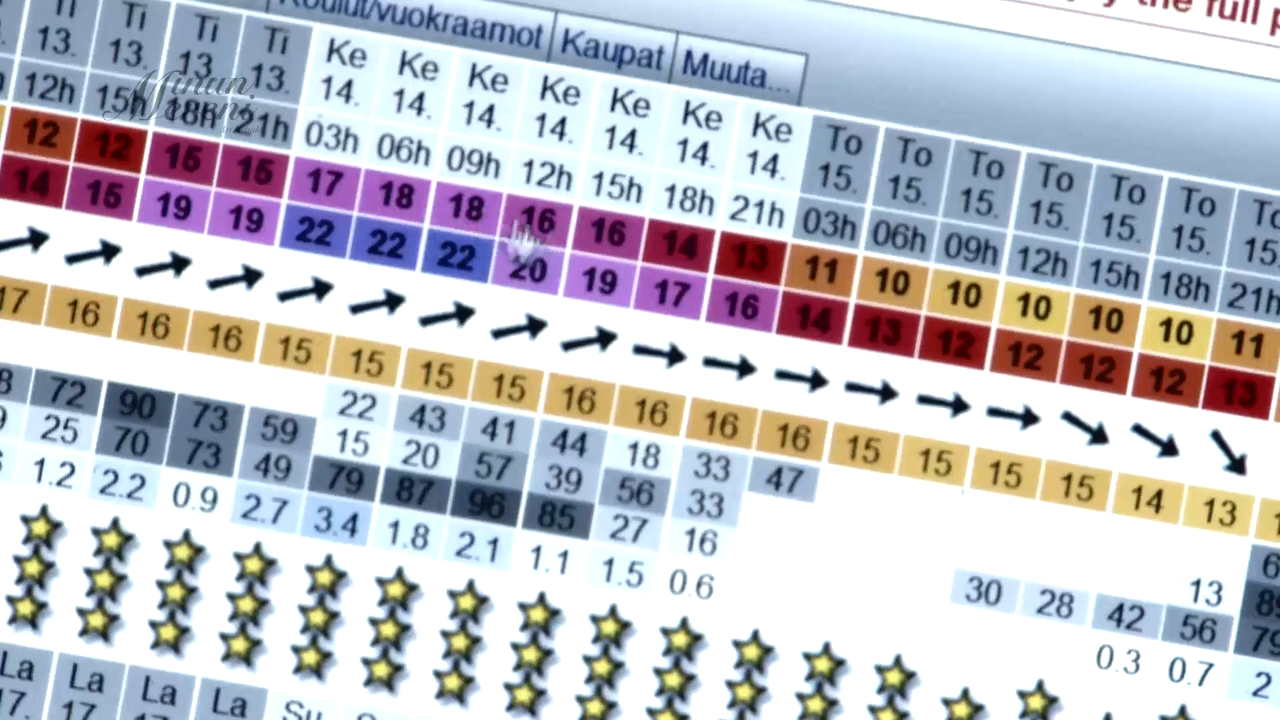 the full p
Koulut/vuokraamot Kaupat Muuta...
Ti Ti Ti Ti Ke Ke Ke Ke Ke Ke Ke To To To To To To To
13. 13. 13. 13. 14. 14. 14. 14. 14. 14. 14. 15. 15. 15. 15. 15. 15. 15.
12h 15h 18h 21h 03h 06h 09h 12h 15h 18h 21h 03h 06h 09h 12h 15h 18h 21h
12 12 15 15 17 18 18 16 16 14 13 11 10 10 10 10 10 11
14 15 19 19 22 22 22 20 19 17 16 14 13 12 12 12 12 13
17 16 16 16 15 15 15 16 16 16 16 15 15 15 15 14 13
72 90 73 59 22 43 41 44 18 33 47 13
25 70 73 49 15 20 57 39 56 33 30 28 42 56 79
1.2 2.2 0.9 2.7 79 87 96 85 27 16 0.3 0.7 2
3.4 1.8 2.1 1.1 1.5 0.6
La La La La Su
17. 17.